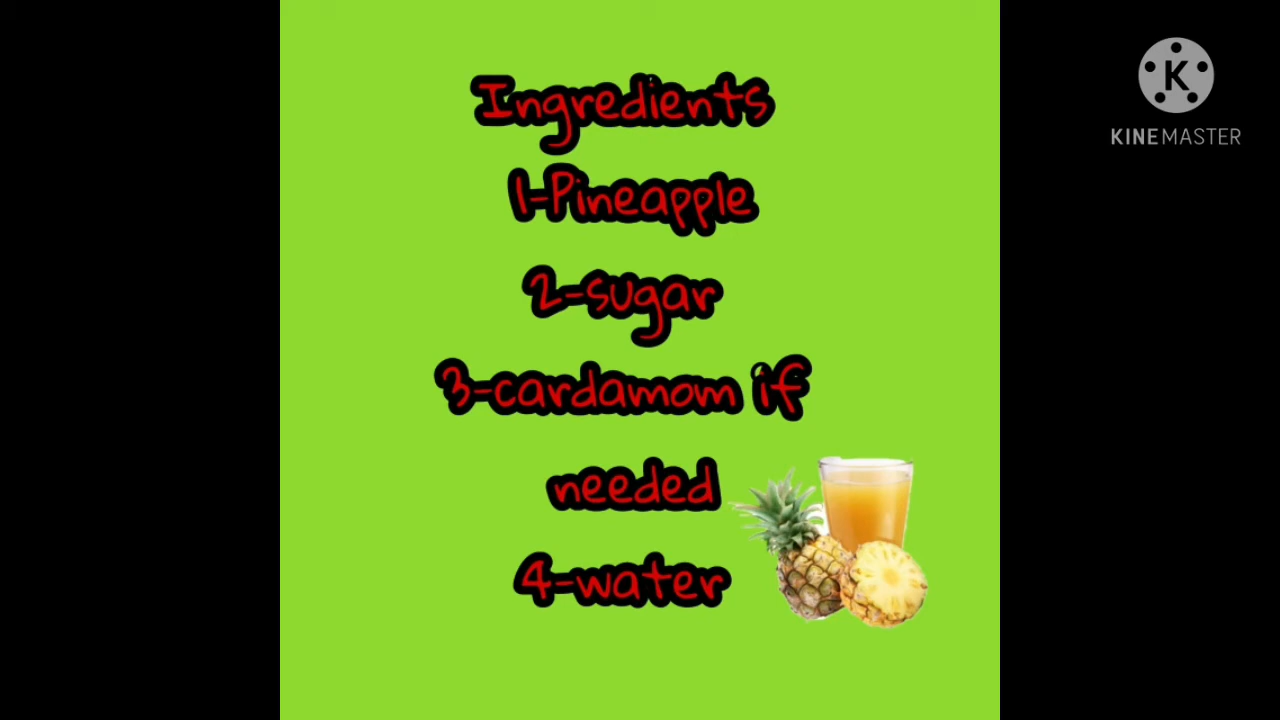 Ingredients
1-Pineapple
2-sugar
3-cardamom if
needed
4-water
K
KINEMASTER